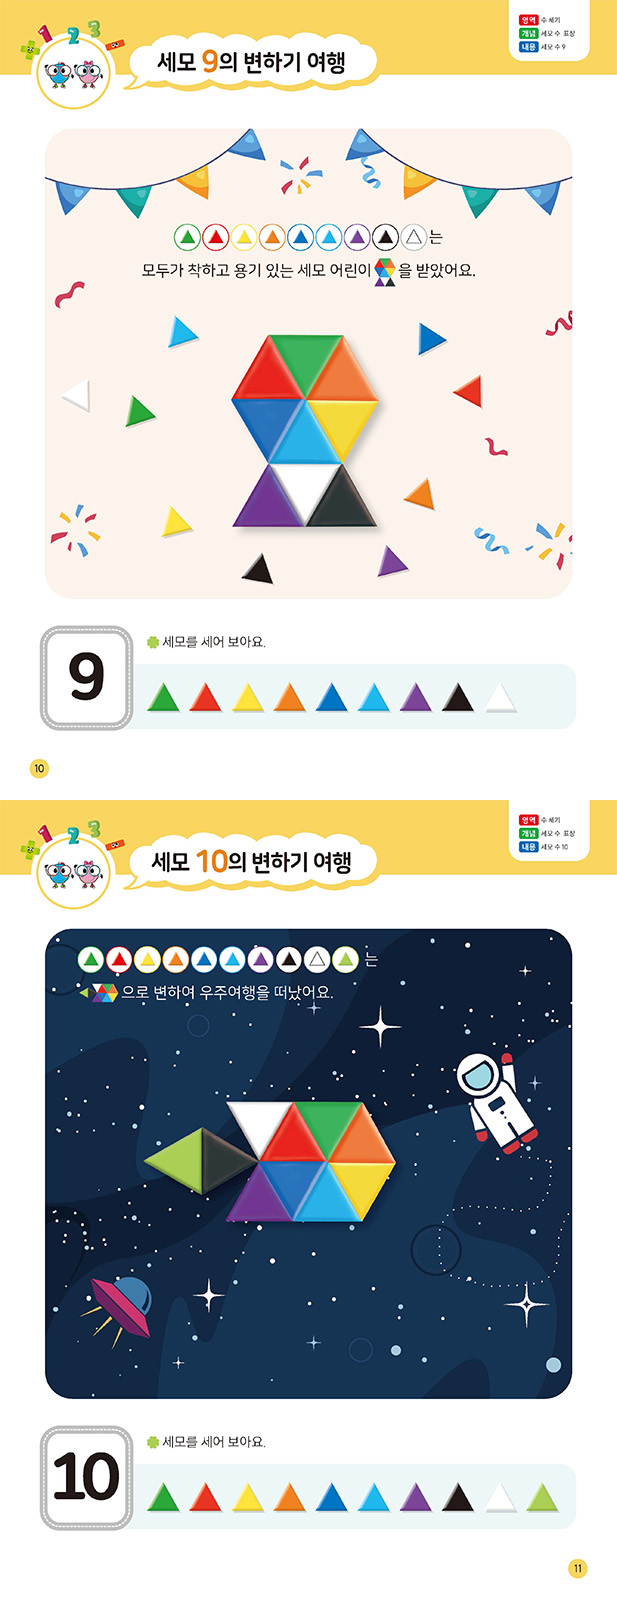 1 2 3
세모 9의 변하기 여행
영역 수 세기
개념 세모 수 표상
내용 세모 수 9
는
모두가 착하고 용기 있는 세모 어린이 을 받았어요.
세모를 세어 보아요.
9
10
1 2 3
세모 10의 변하기 여행
영역 수 세기
개념 세모 수 표상
내용 세모 수 10
는
으로 변하여 우주여행을 떠났어요.
세모를 세어 보아요.
10
11